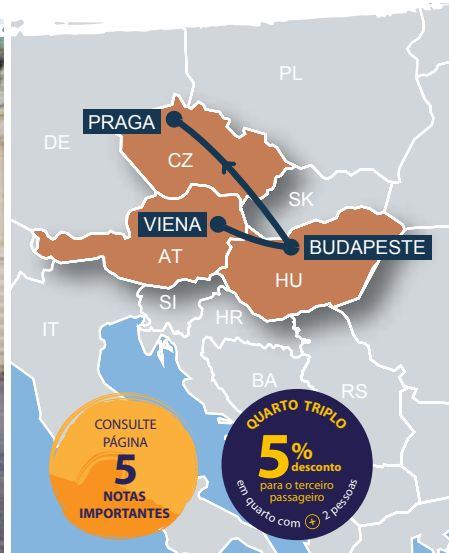 PL
PRAGA
DE
CZ
SK
VIENA
BUDAPESTE
AT
HU
SI
HR
IT
BA
RS
CONSULTE
PÁGINA
5
NOTAS
IMPORTANTES
QUARTO TRIPLO
5%
desconto
para o terceiro
passageiro
em quarto com + 2 pessoas